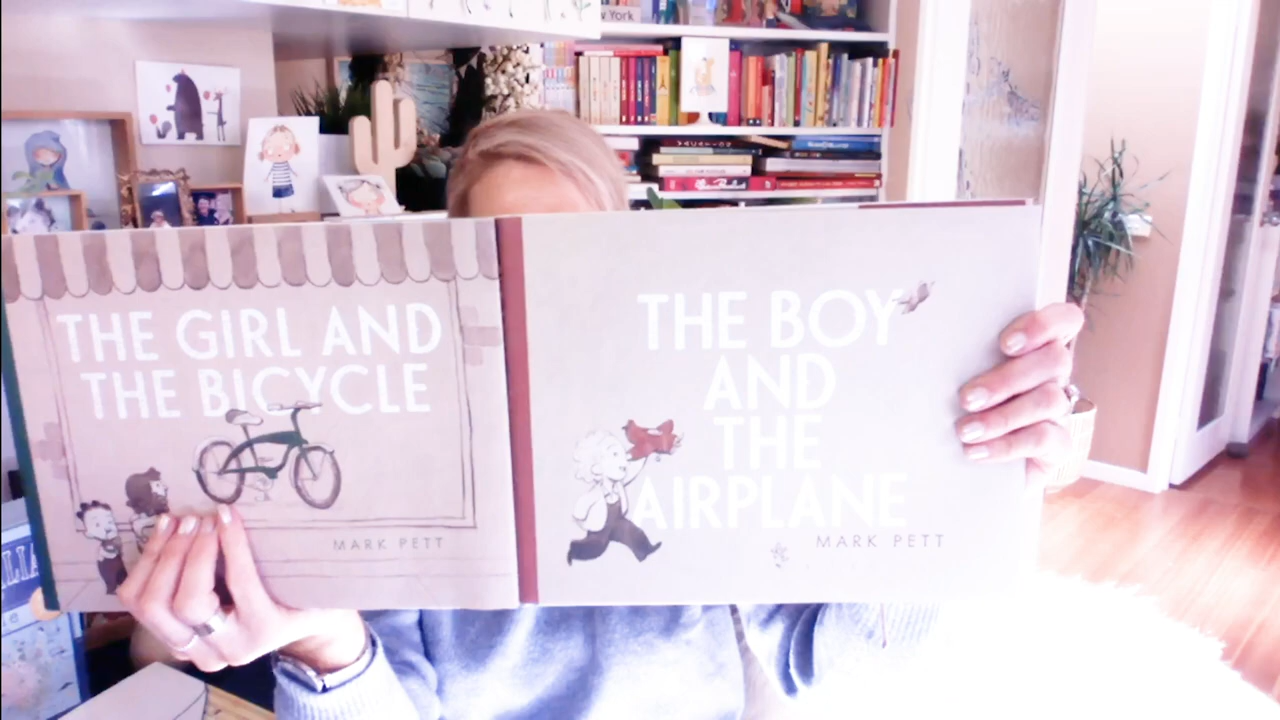 York
THE GIRL AND
THE BICYCLE
MARK PETT
THE BOY
AND
THE
AIRPLANE
MARK PETT